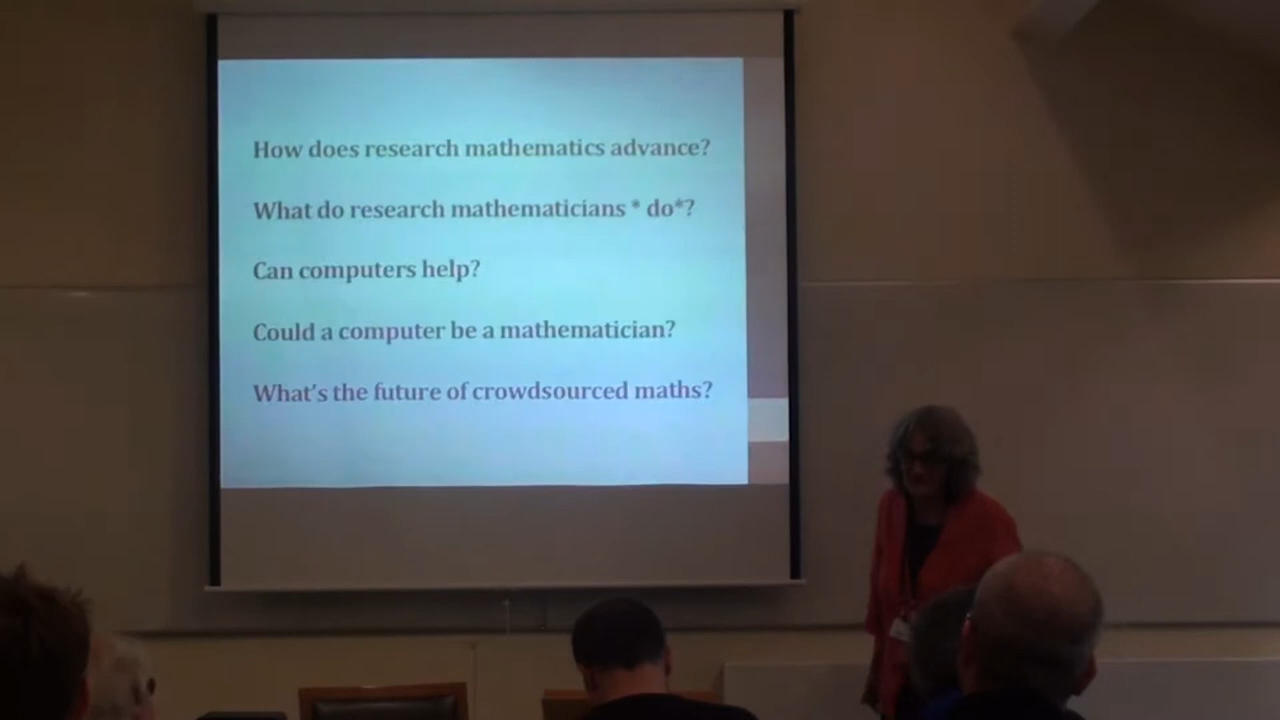 How does research mathematics advance?
What do research mathematicians * do*?
Can computers help?
Could a computer be a mathematician?
What's the future of crowdsourced maths?